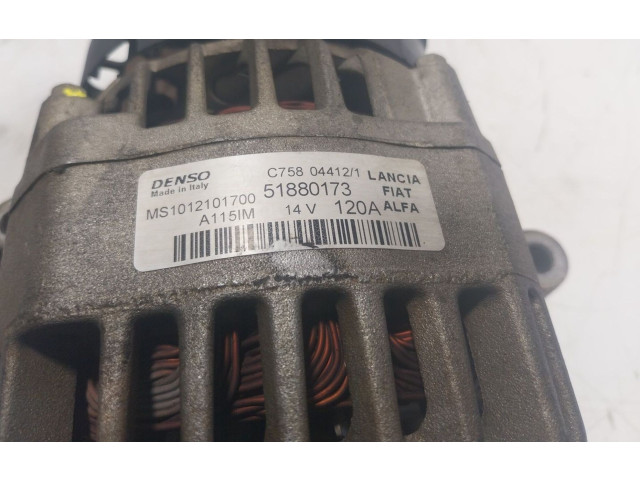 DENSO C758 04412/1 LANCIA
Made in Italy 51880173 FIAT
MS1012101700 14 V 120A ALFA
A115IM